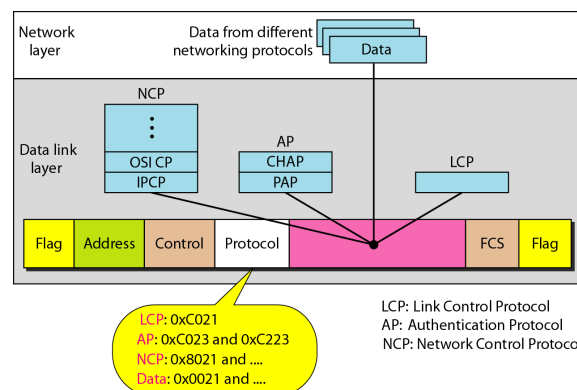 Network
layer
Data from different
networking protocols
Data
NCP
⋮
OSI CP
IPCP
AP
CHAP
PAP
LCP
Data link
layer
Flag Address Control Protocol FCS Flag
LCP: 0xC021
AP: 0xC023 and 0xC223
NCP: 0x8021 and ....
Data: 0x0021 and ....
LCP: Link Control Protocol
AP: Authentication Protocol
NCP: Network Control Protoco